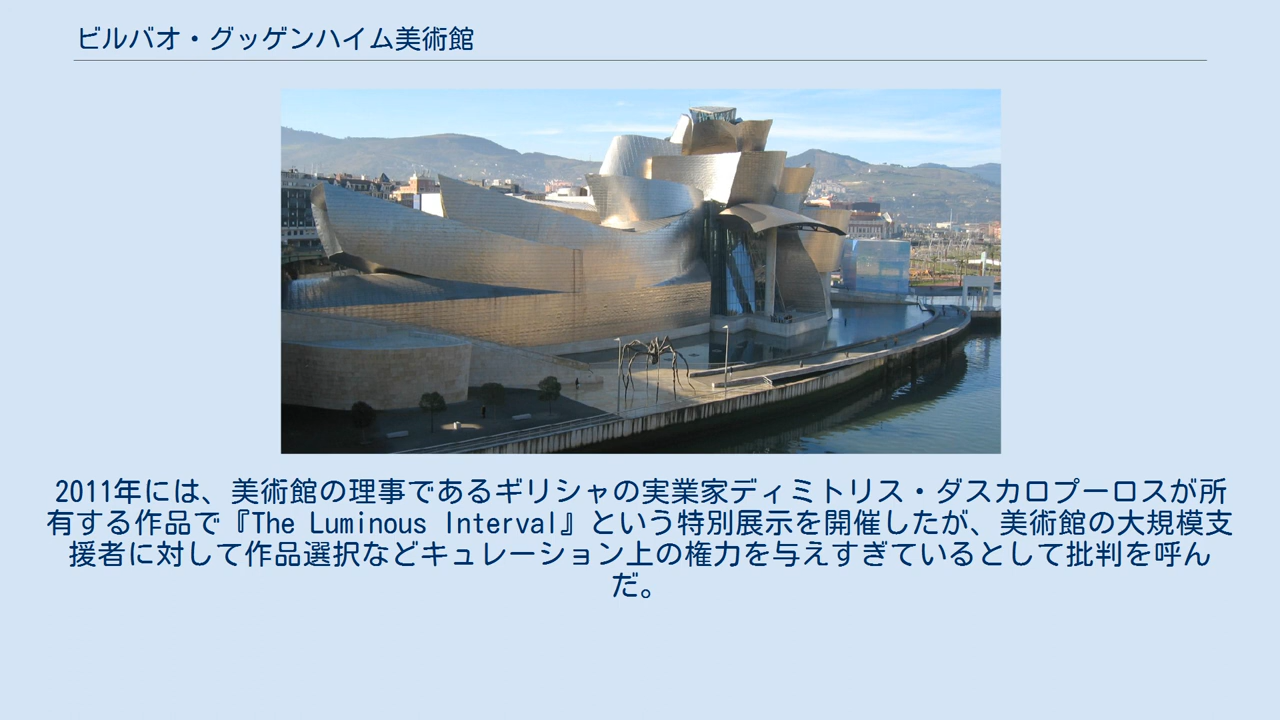 ビルバオ・グッゲンハイム美術館
2011年には、美術館の理事であるギリシャの実業家ディミトリス・ダスカロプーロスが所
有する作品で『The Luminous Interval』という特別展示を開催したが、美術館の大規模支
援者に対して作品選択などキュレーション上の権力を与えすぎているとして批判を呼ん
だ。